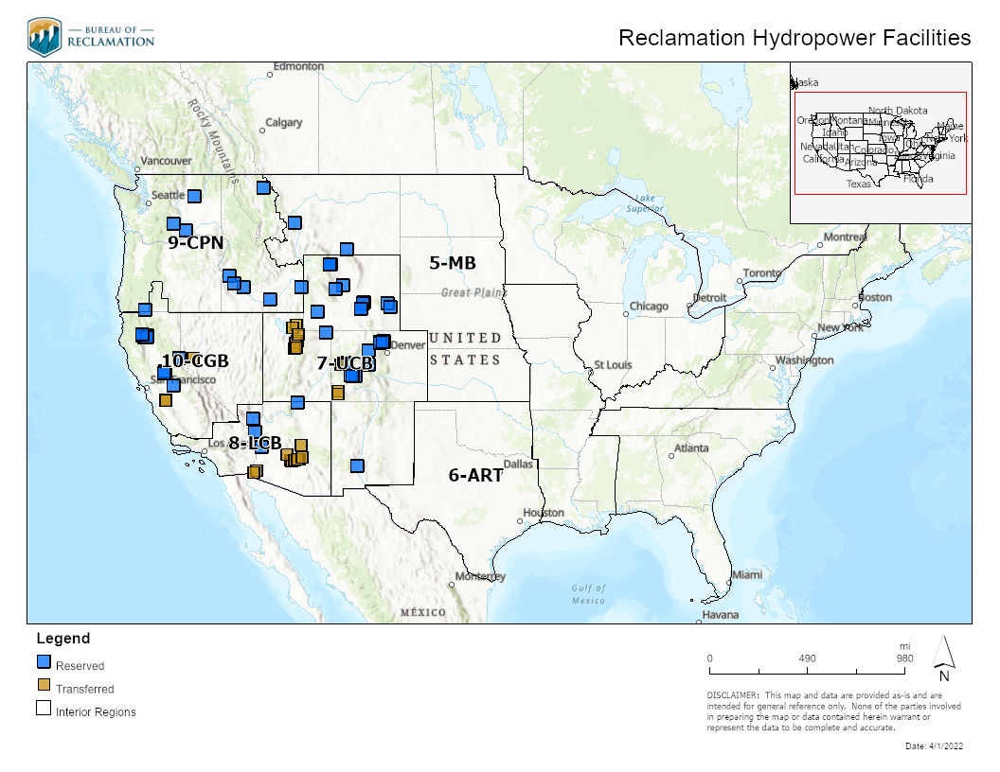 BUREAU OF
RECLAMATION
Reclamation Hydropower Facilities
Edmonton
Calgary
Rocky Mountains
Vancouver
Seattle
9-CPN
5-MB
Great Plains
Lake
Superior
Montreal
Toronto
Boston
Detroit
Chicago
New York
UNITED
STATES
Denver
7-UCB
10-CGB
San Francisco
St Louis
Washington
8-LCB
Los
6-ART
Dallas
Atlanta
Houston
Monterrey
MÉXICO
Gulf of
Mexico
Miami
Havana
aska
North Dakota
Oregon
Montana
Minnesota
Maine
Idaho
Iowa
New York
Nevada
Utah
Colorado
Virginia
California
Arizona
Texas
Florida
Legend
Reserved
Transferred
Interior Regions
mi
0 490 980
N
DISCLAIMER: This map and data are provided as-is and are
intended for general reference only. None of the parties involved
in preparing the map or data contained herein warrant or
represent the data to be complete and accurate.
Date: 4/1/2022